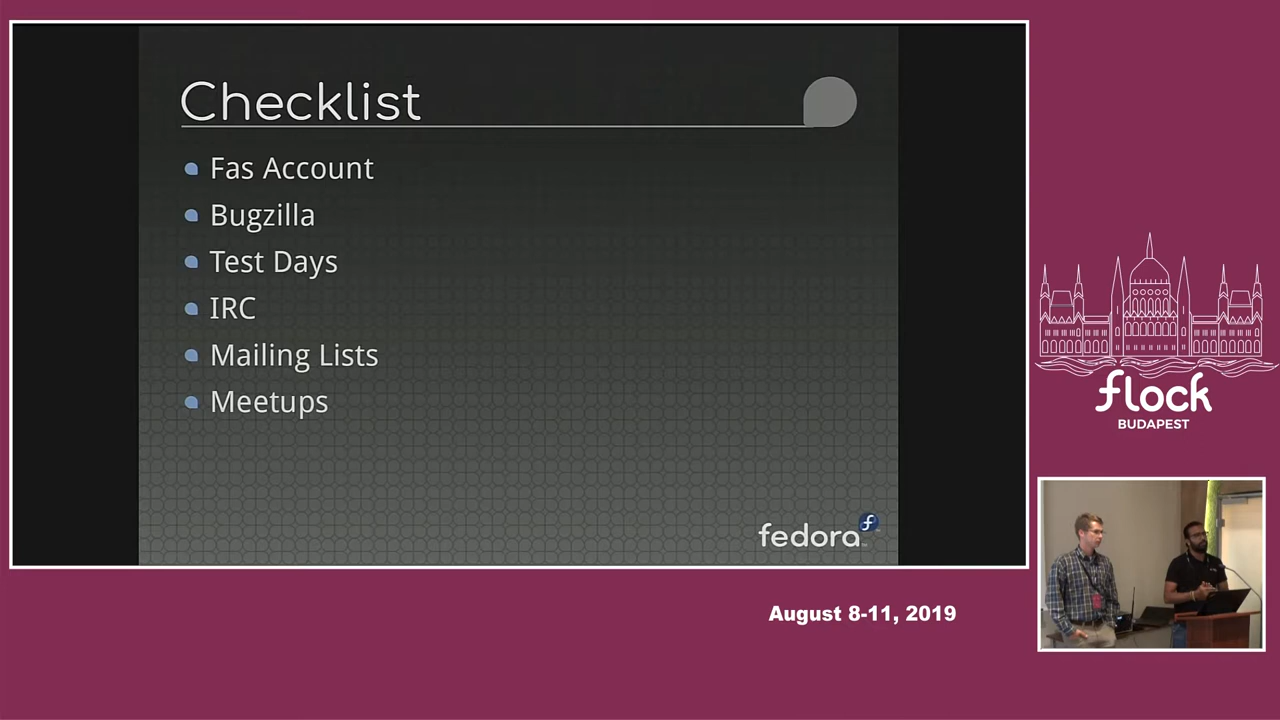 Checklist
Fas Account
Bugzilla
Test Days
IRC
Mailing Lists
Meetups
fedora
flock
BUDAPEST
August 8-11, 2019